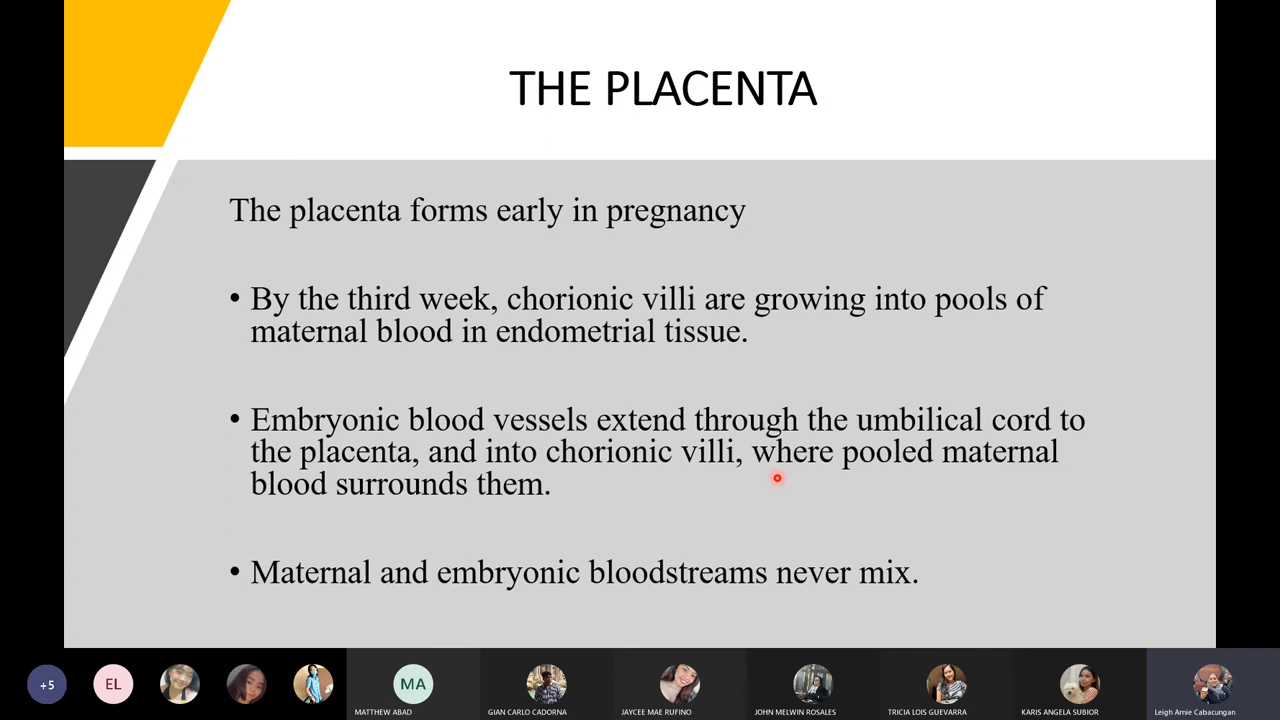 THE PLACENTA
The placenta forms early in pregnancy
• By the third week, chorionic villi are growing into pools of
maternal blood in endometrial tissue.
• Embryonic blood vessels extend through the umbilical cord to
the placenta, and into chorionic villi, where pooled maternal
blood surrounds them.
• Maternal and embryonic bloodstreams never mix.
+5
EL
MA
MATTHEW ABAD
GIAN CARLO CADORNA
JAYCEE MAE RUFINO
JOHN MELWIN ROSALES
TRICIA LOIS GUEVARRA
KARIS ANGELA SUBIOR
Leigh Arnie Cabacungan